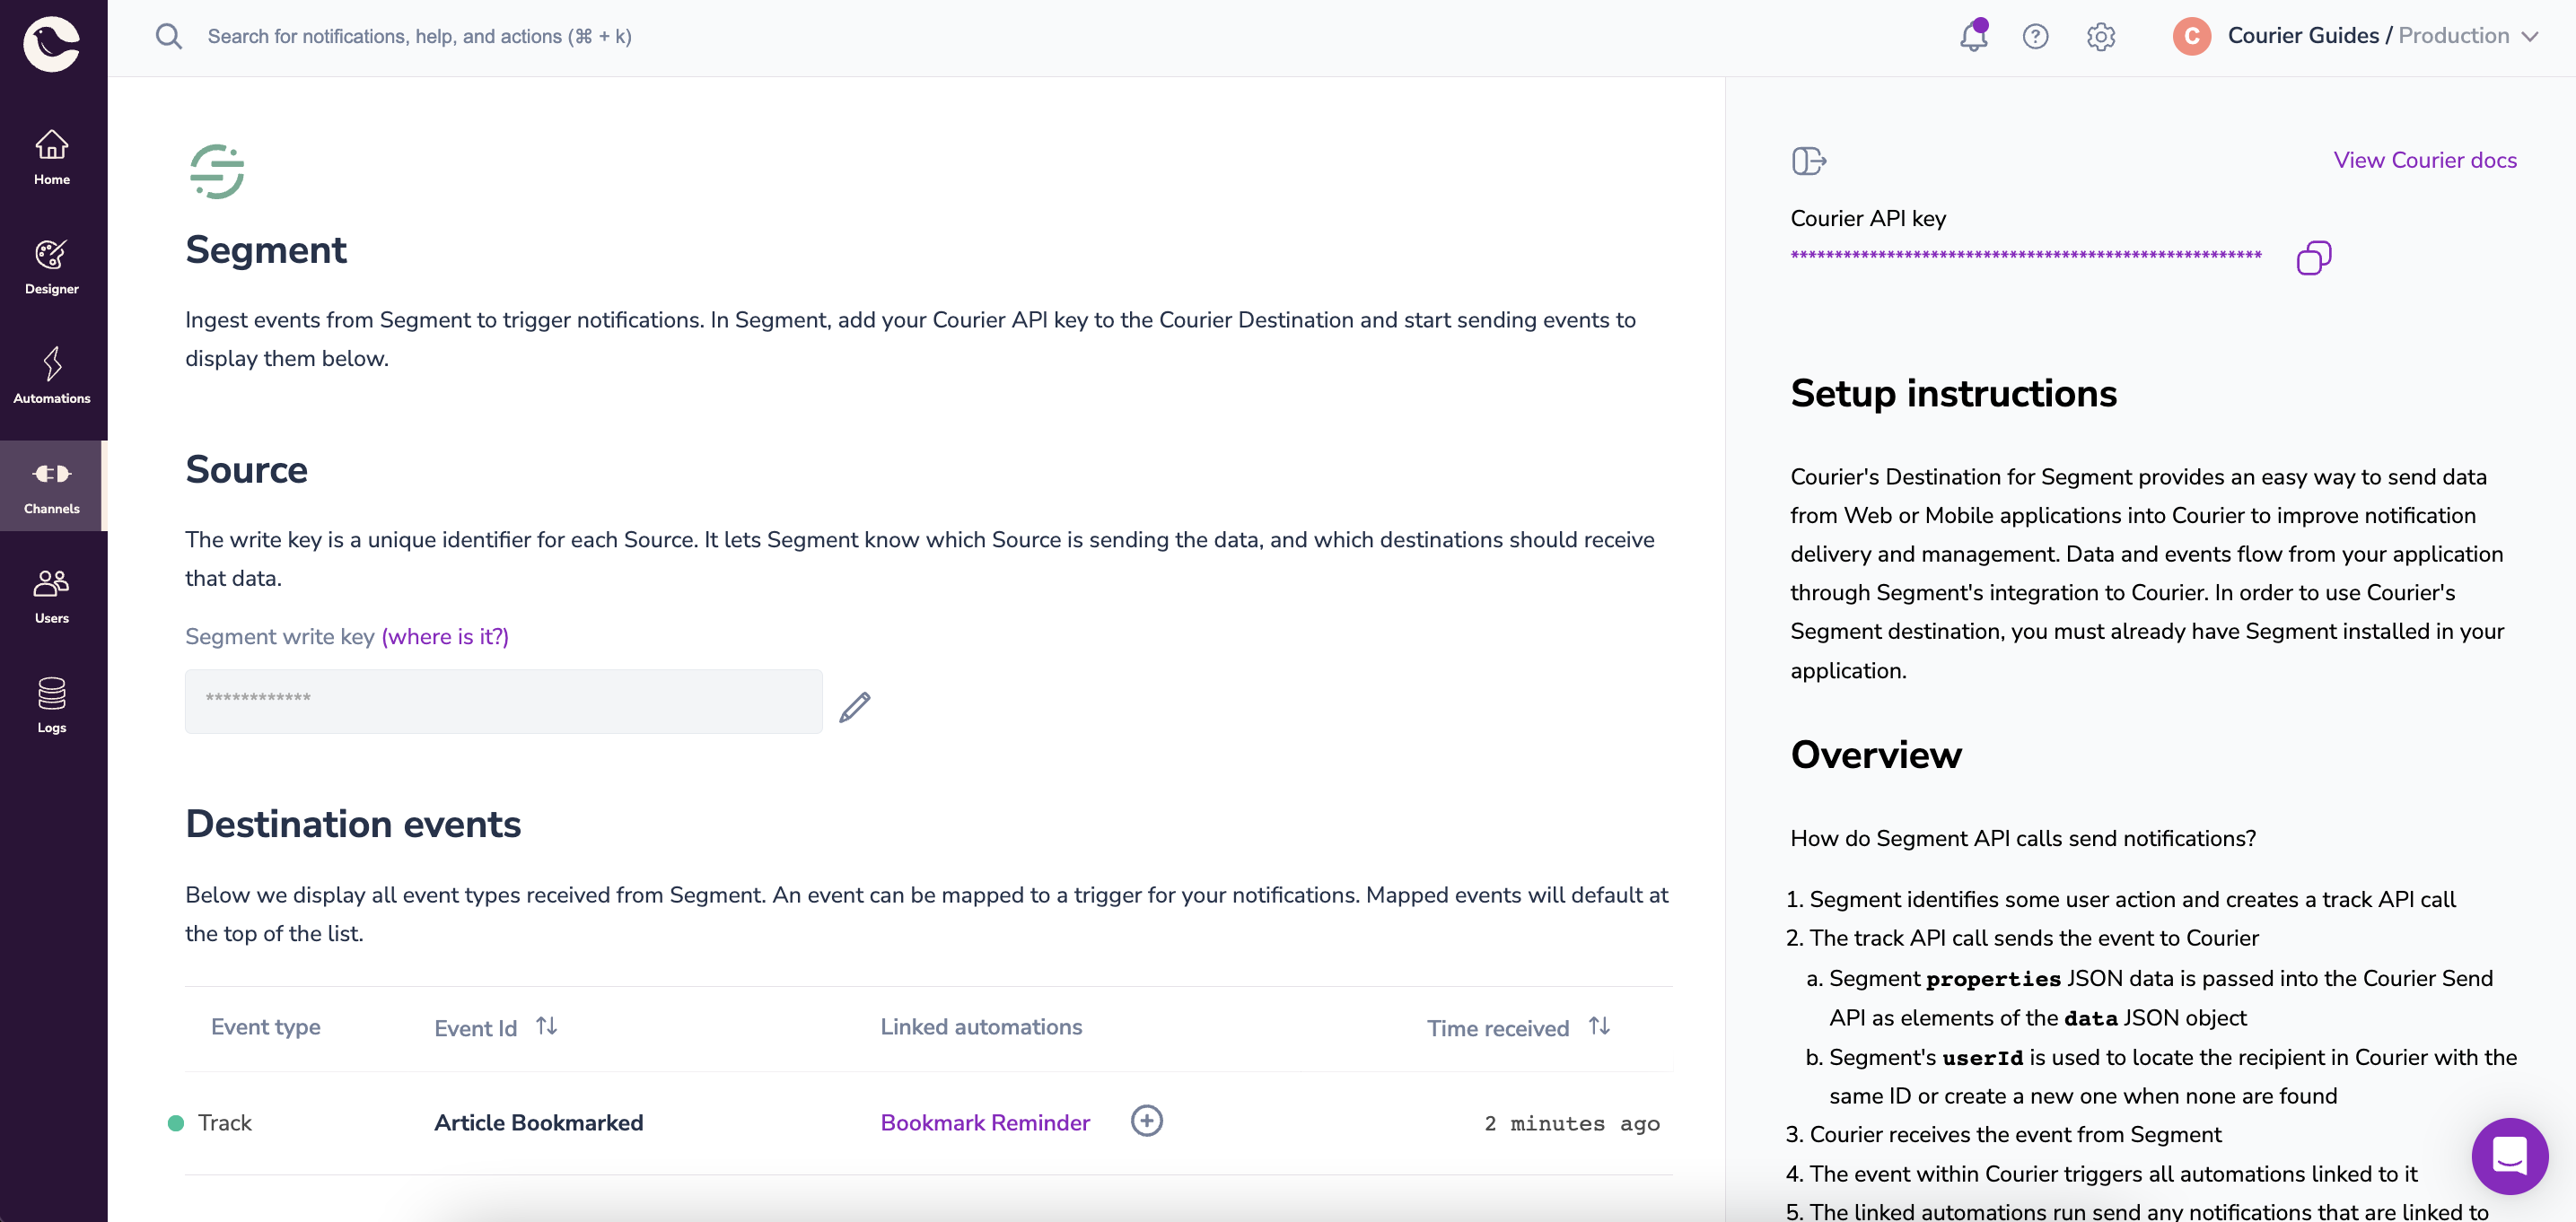 Search for notifications, help, and actions (⌘ + k)
C
Courier Guides / Production
Home
Designer
Automations
Channels
Users
Logs
Segment
Ingest events from Segment to trigger notifications. In Segment, add your Courier API key to the Courier Destination and start sending events to
display them below.
Source
The write key is a unique identifier for each Source. It lets Segment know which Source is sending the data, and which destinations should receive
that data.
Segment write key (where is it?)
************
Destination events
Below we display all event types received from Segment. An event can be mapped to a trigger for your notifications. Mapped events will default at
the top of the list.
Event type Event Id Linked automations Time received
Track Article Bookmarked Bookmark Reminder 2 minutes ago
View Courier docs
Courier API key
******************************************************
Setup instructions
Courier's Destination for Segment provides an easy way to send data
from Web or Mobile applications into Courier to improve notification
delivery and management. Data and events flow from your application
through Segment's integration to Courier. In order to use Courier's
Segment destination, you must already have Segment installed in your
application.
Overview
How do Segment API calls send notifications?
1. Segment identifies some user action and creates a track API call
2. The track API call sends the event to Courier
a. Segment properties JSON data is passed into the Courier Send
API as elements of the data JSON object
b. Segment's userId is used to locate the recipient in Courier with the
same ID or create a new one when none are found
3. Courier receives the event from Segment
4. The event within Courier triggers all automations linked to it
5. The linked automations run send any notifications that are linked to